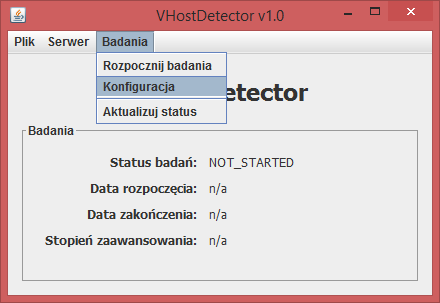 VHostDetector v1.0
Plik Serwer Badania
Rozpocznij badania
Konfiguracja
Aktualizuj status
etector
Badania
Status badań: NOT_STARTED
Data rozpoczęcia: n/a
Data zakończenia: n/a
Stopień zaawansowania: n/a